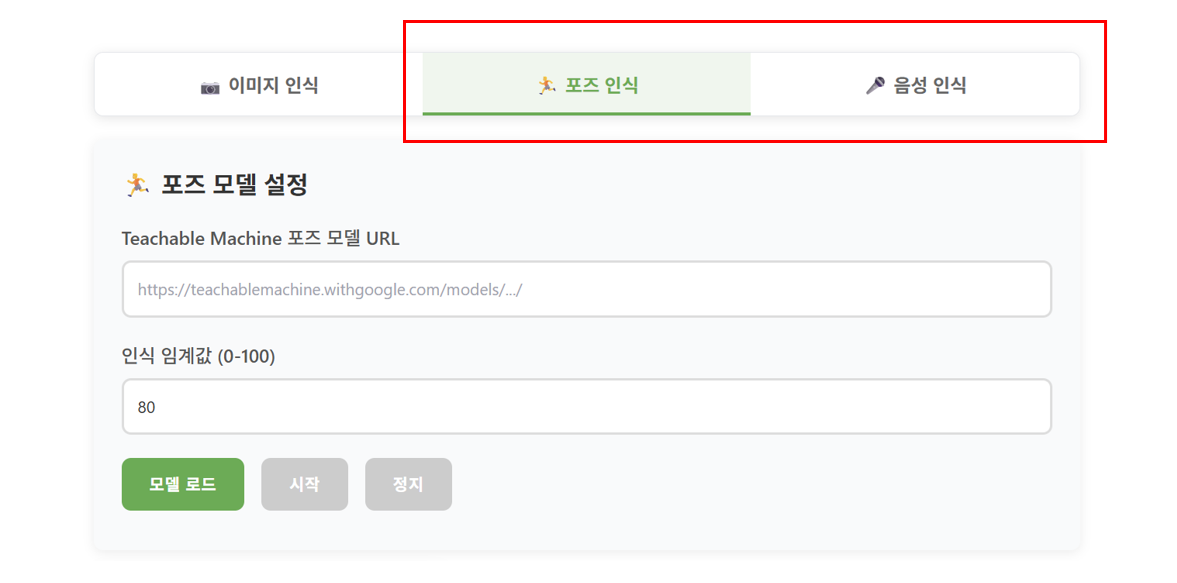 📷 이미지 인식
🏃 포즈 인식
🎤 음성 인식
🏃 포즈 모델 설정
Teachable Machine 포즈 모델 URL
https://teachablemachine.withgoogle.com/models/.../
인식 임계값 (0-100)
80
모델 로드
시작
정지